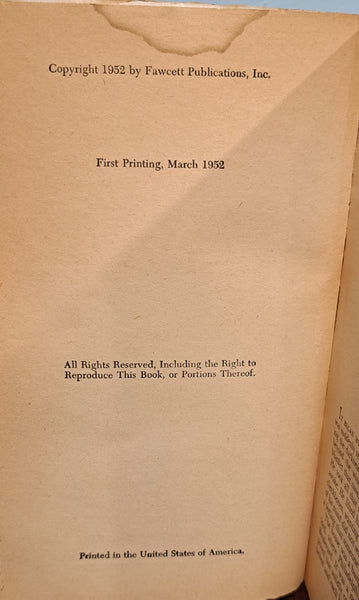 Copyright 1952 by Fawcett Publications, Inc.
First Printing, March 1952
All Rights Reserved, Including the Right to
Reproduce This Book, or Portions Thereof.
Printed in the United States of America.